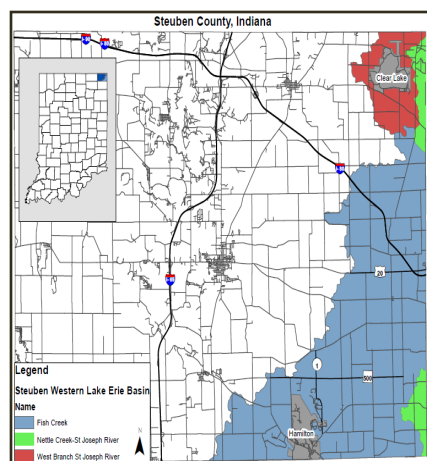 Steuben County, Indiana
Clear Lake
20
1
500
Hamilton
Legend
Steuben Western Lake Erie Basin
Name
Fish Creek
Nettle Creek-St Joseph River
West Branch St Joseph River
N